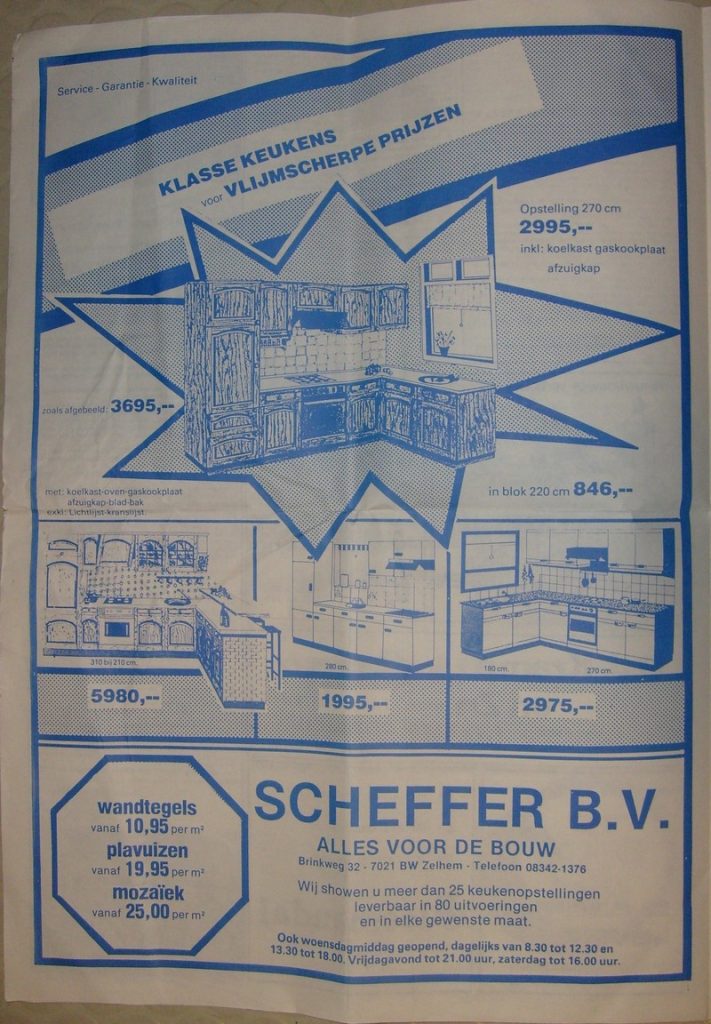 Service - Garantie - Kwaliteit
KLASSE KEUKENS
voor VLIJMSCHERPE PRIJZEN
Opstelling 270 cm
2995,--
inkl: koelkast gaskookplaat
afzuigkap
zoals afgebeeld: 3695,--
met: koelkast-oven-gaskookplaat
afzuigkap-blad-bak
exkl: Lichtlijst-kranslijst.
in blok 220 cm 846,--
310 bij 210 cm.
5980,--
280 cm.
1995,--
180 cm.
270 cm.
2975,--
wandtegels
vanaf 10,95 per m²
plavuizen
vanaf 19,95 per m²
mozaïek
vanaf 25,00 per m²
SCHEFFER B.V.
ALLES VOOR DE BOUW
Brinkweg 32 - 7021 BW Zelhem - Telefoon 08342-1376
Wij showen u meer dan 25 keukenopstellingen
leverbaar in 80 uitvoeringen
en in elke gewenste maat.
Ook woensdagmiddag geopend, dagelijks van 8.30 tot 12.30 en
13.30 tot 18.00. Vrijdagavond tot 21.00 uur, zaterdag tot 16.00 uur.